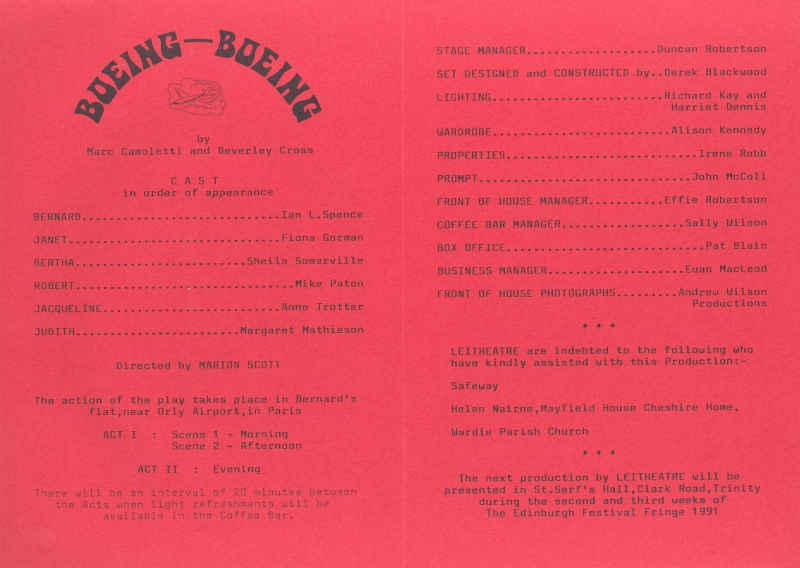 BOEING—BOEING
by
Marc Camoletti and Beverley Cross
C A S T
in order of appearance
BERNARD.............................Ian L.Spence
JANET...............................Fiona Gorman
BERTHA.........................Sheila Somerville
ROBERT................................Mike Paton
JACQUELINE..........................Anne Trotter
JUDITH........................Margaret Mathieson
Directed by MARION SCOTT
The action of the play takes place in Bernard's
flat,near Orly Airport,in Paris
ACT I : Scene 1 - Morning
Scene 2 - Afternoon
ACT II : Evening
There will be an interval of 20 minutes between
the Acts when light refreshments will be
available in the Coffee Bar.
STAGE MANAGER...................Duncan Robertson
SET DESIGNED and CONSTRUCTED by..Derek Blackwood
LIGHTING.........................Richard Kay and
Harriet Dennis
WARDROBE..........................Alison Kennedy
PROPERTIES............................Irene Robb
PROMPT...............................John McColl
FRONT OF HOUSE MANAGER...........Effie Robertson
COFFEE BAR MANAGER..................Sally Wilson
BOX OFFICE.............................Pat Blain
BUSINESS MANAGER....................Euan MacLeod
FRONT OF HOUSE PHOTOGRAPHS.........Andrew Wilson
Productions
* * *
LEITHEATRE are indebted to the following who
have kindly assisted with this Production:-
Safeway
Helen Nairne,Mayfield House Cheshire Home,
Wardie Parish Church
* * *
The next production by LEITHEATRE will be
presented in St.Serf's Hall,Clark Road,Trinity
during the second and third weeks of
The Edinburgh Festival Fringe 1991